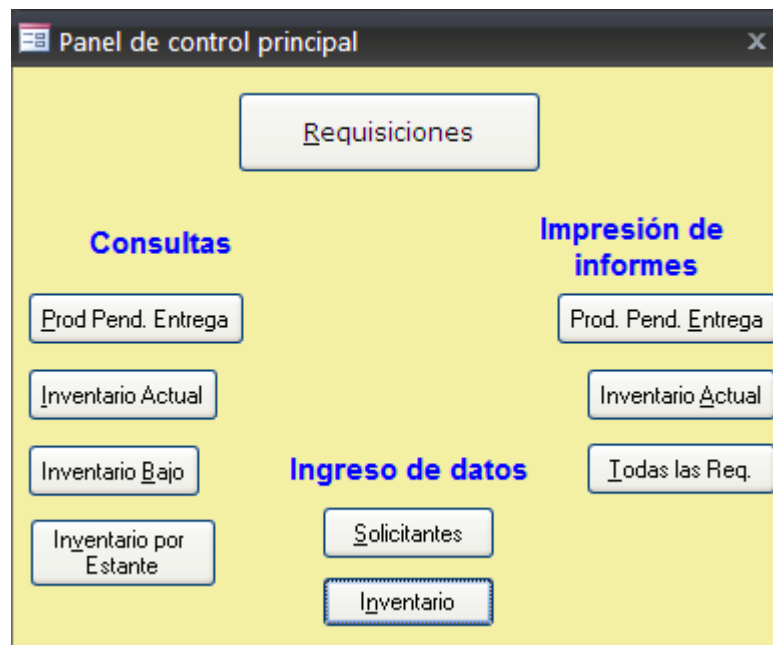 Panel de control principal
Requisiciones
Consultas
Impresión de
informes
Prod Pend. Entrega
Prod. Pend. Entrega
Inventario Actual
Inventario Actual
Inventario Bajo
Ingreso de datos
Todas las Req.
Inventario por
Estante
Solicitantes
Inventario